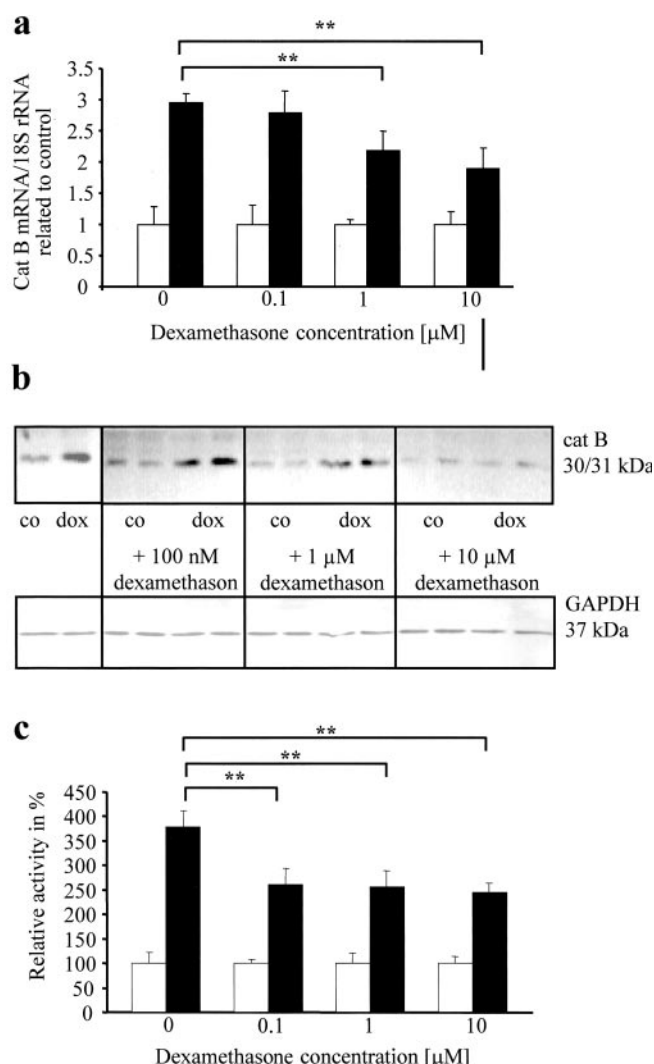 a
**
**
Cat B mRNA/18S rRNA
related to control
3.5
3
2.5
2
1.5
1
0.5
0
0 0.1 1 10
Dexamethasone concentration [µM]
b
cat B
30/31 kDa
co dox co dox co dox co dox
+ 100 nM + 1 µM + 10 µM
dexamethason dexamethason dexamethason
GAPDH
37 kDa
c
**
**
**
Relative activity in %
450
400
350
300
250
200
150
100
50
0
0 0.1 1 10
Dexamethasone concentration [µM]